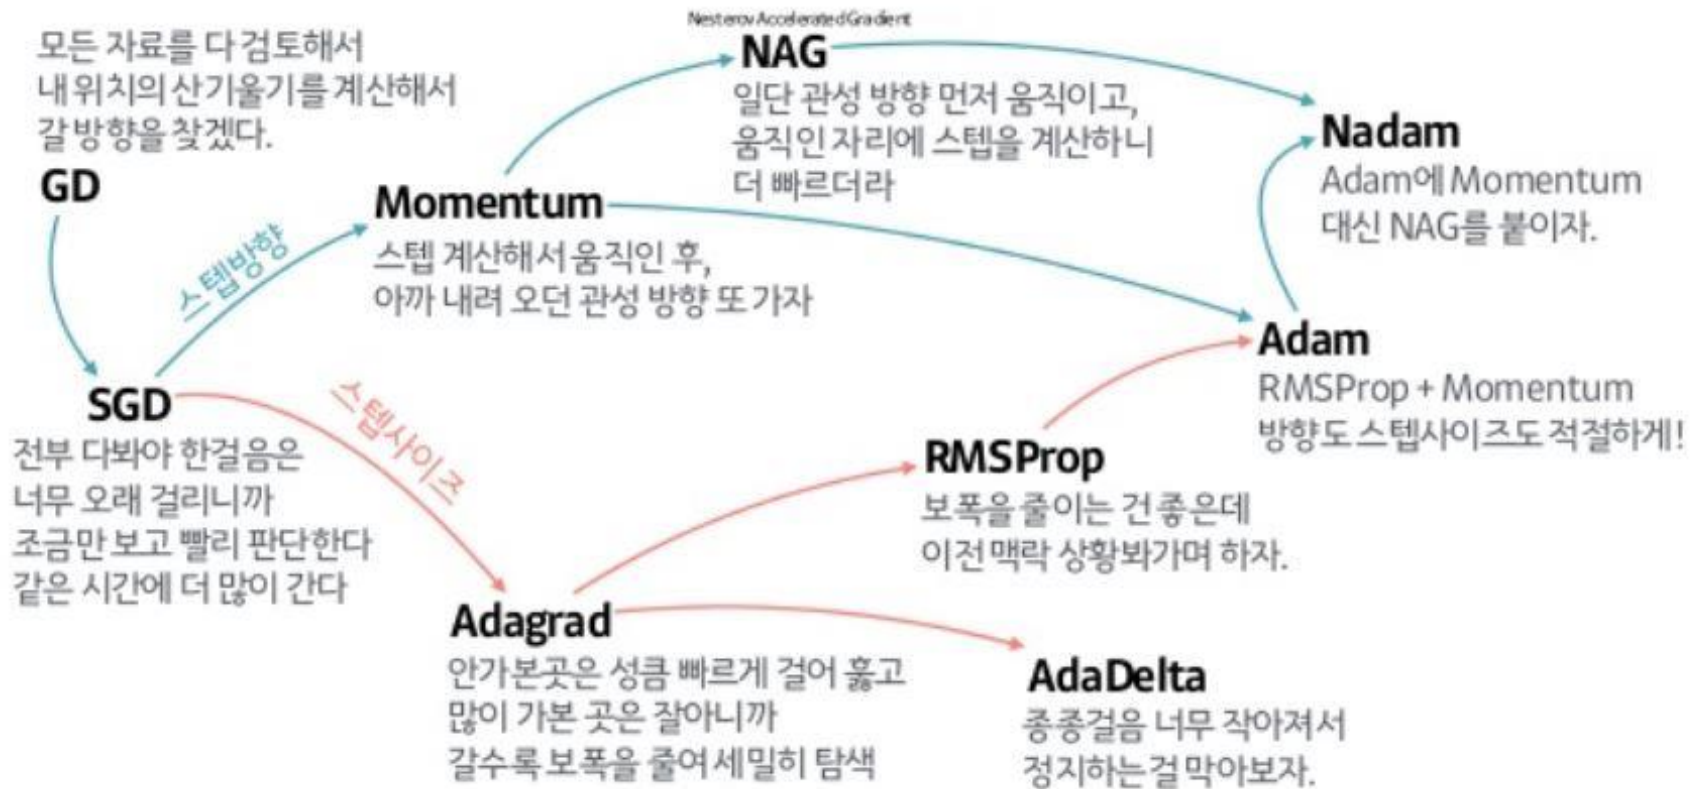 모든 자료를 다 검토해서
내 위치의 산기울기를 계산해서
갈 방향을 찾겠다.
GD
스텝방향
Momentum
스텝 계산해서 움직인 후,
아까 내려 오던 관성 방향 또 가자
Nesterov Accelerated Gradient
NAG
일단 관성 방향 먼저 움직이고,
움직인 자리에 스텝을 계산하니
더 빠르더라
Nadam
Adam에 Momentum
대신 NAG를 붙이자.
SGD
전부 다봐야 한걸음은
너무 오래 걸리니까
조금만 보고 빨리 판단한다
같은 시간에 더 많이 간다
스텝사이즈
Adagrad
안가본곳은 성큼 빠르게 걸어 훓고
많이 가본 곳은 잘아니까
갈수록 보폭을 줄여 세밀히 탐색
RMSProp
보폭을 줄이는 건 좋은데
이전 맥락 상황봐가며 하자.
Adam
RMSProp + Momentum
방향도 스텝사이즈도 적절하게!
AdaDelta
종종걸음 너무 작아져서
정지하는걸 막아보자.